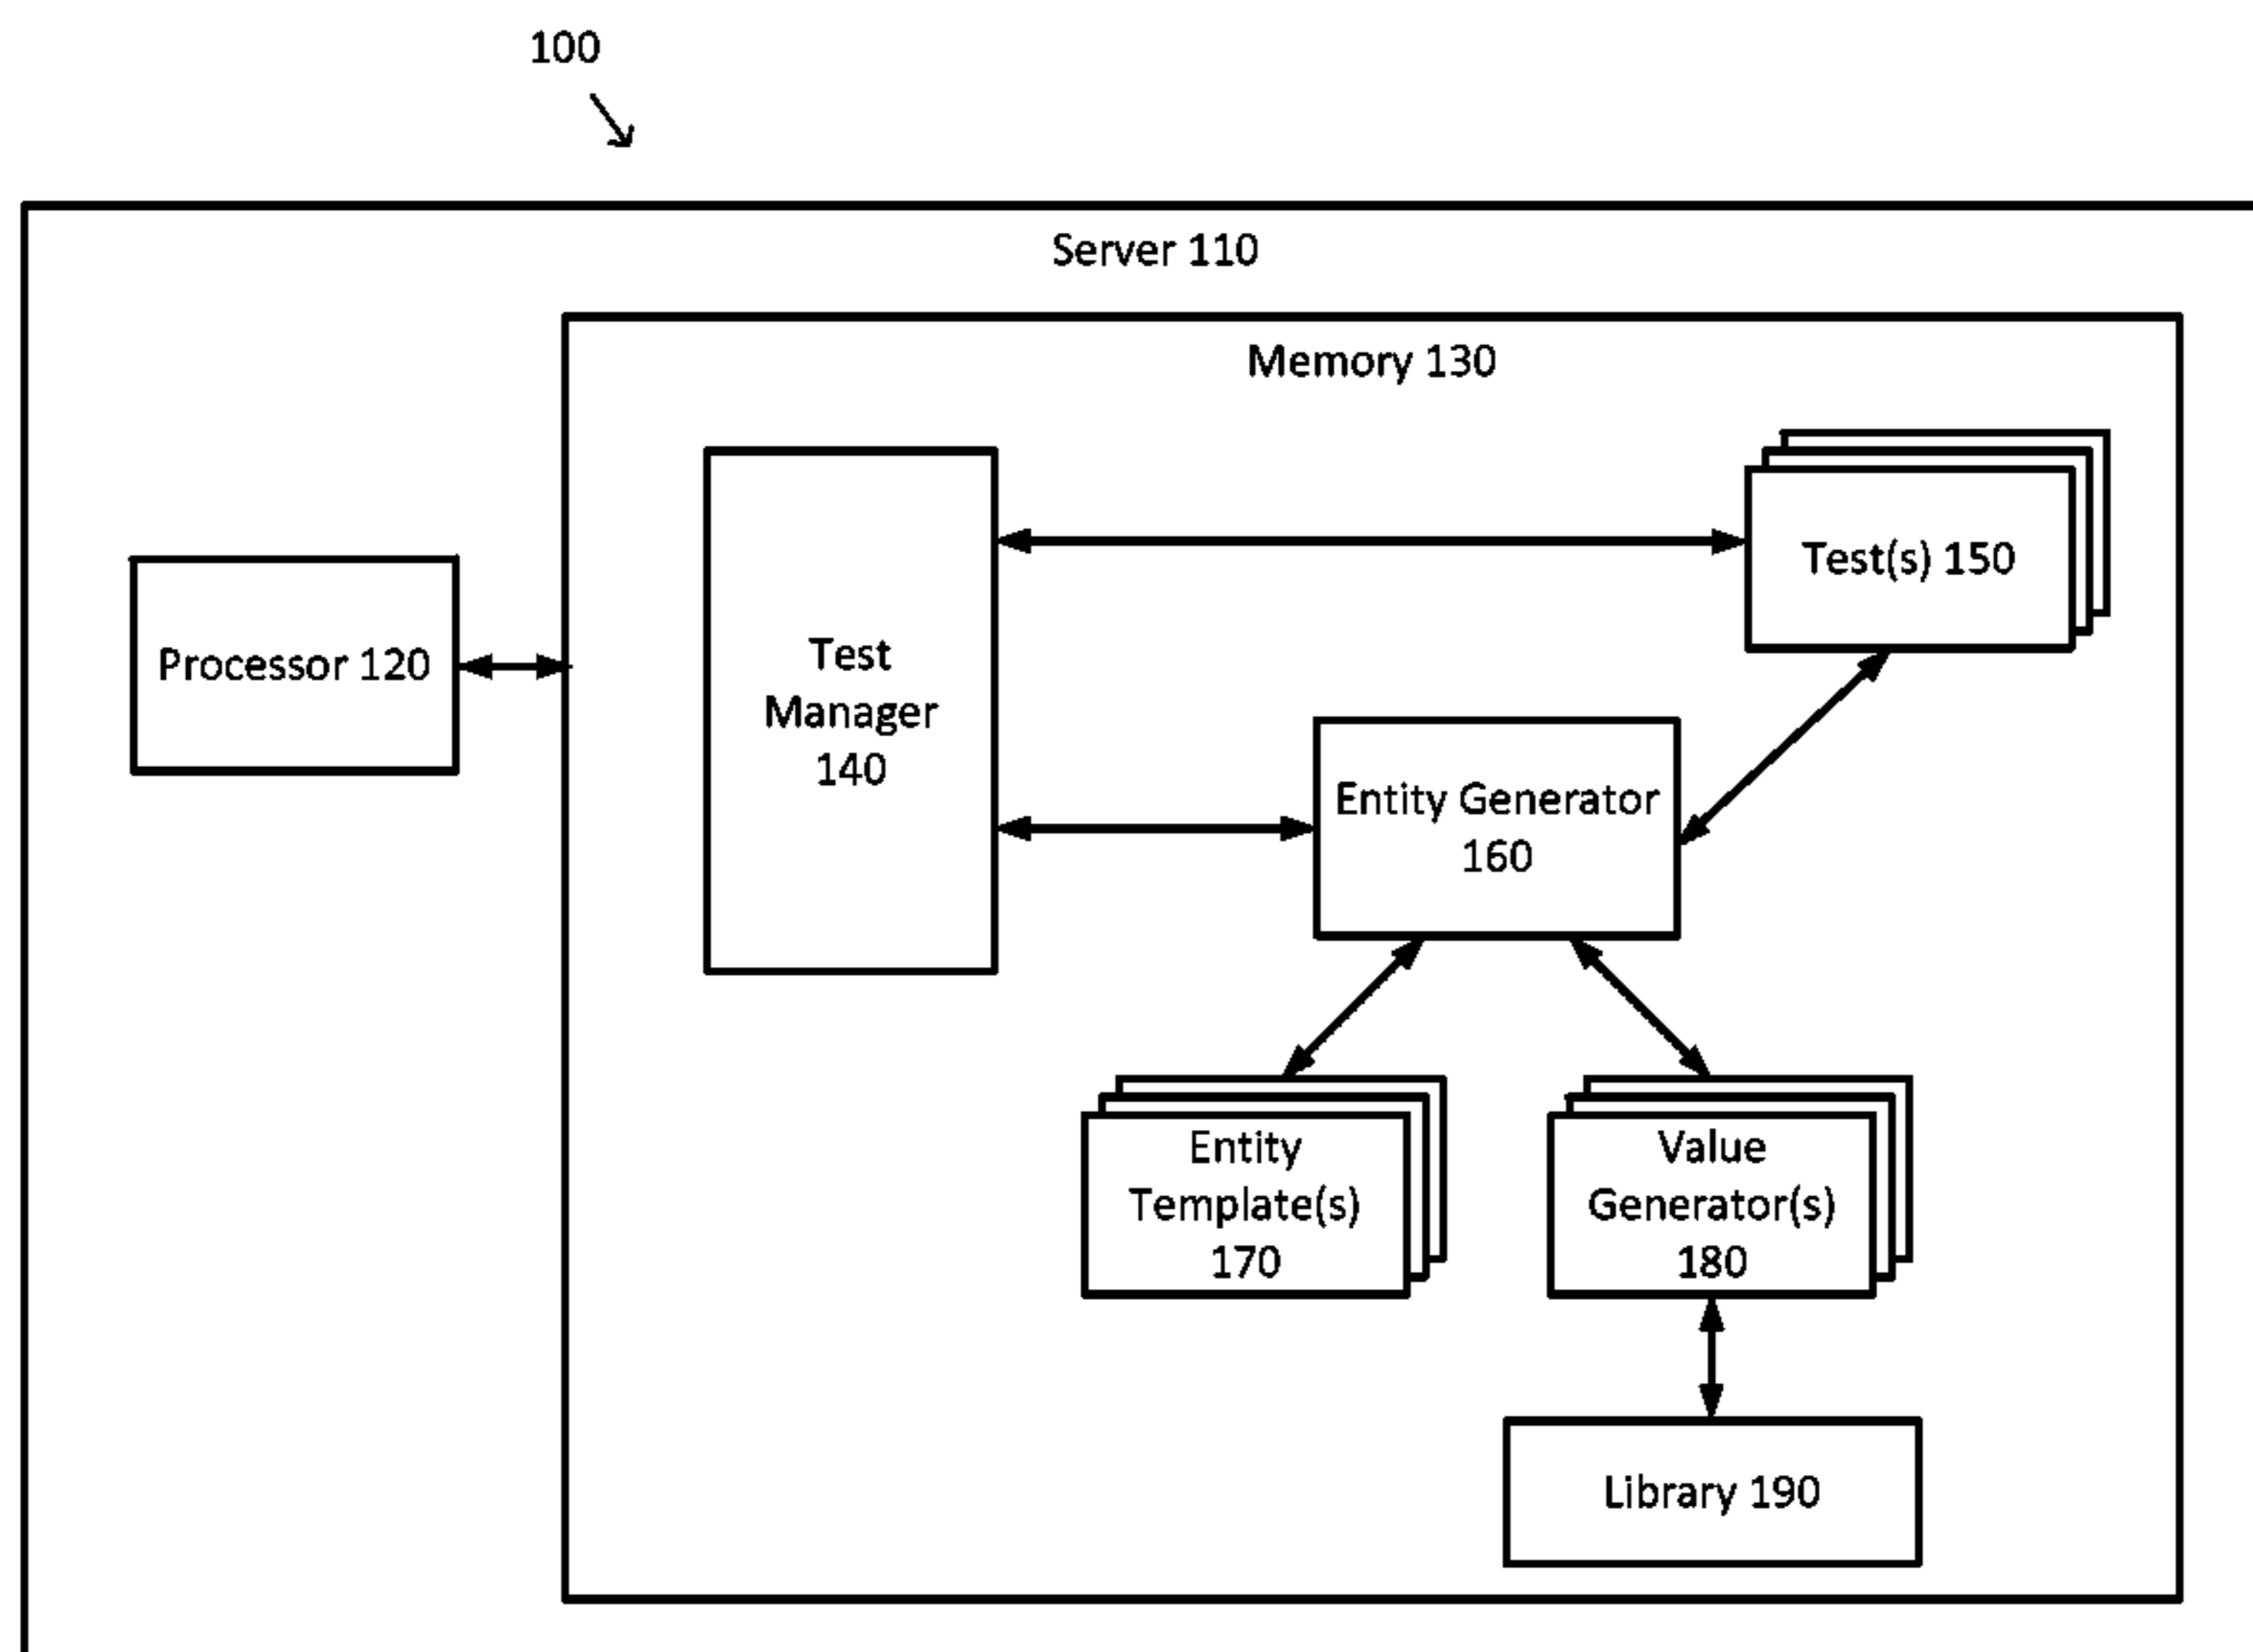 100
Server 110
Memory 130
Test(s) 150
Processor 120
Test
Manager
140
Entity Generator
160
Entity
Template(s)
170
Value
Generator(s)
180
Library 190